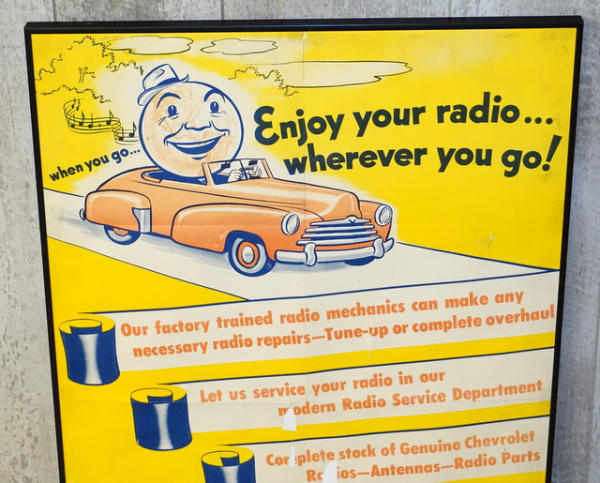 Enjoy your radio...
when you go...
wherever you go!
Our factory trained radio mechanics can make any
necessary radio repairs—Tune-up or complete overhaul
Let us service your radio in our
modern Radio Service Department
Complete stock of Genuine Chevrolet
Radios—Antennas—Radio Parts